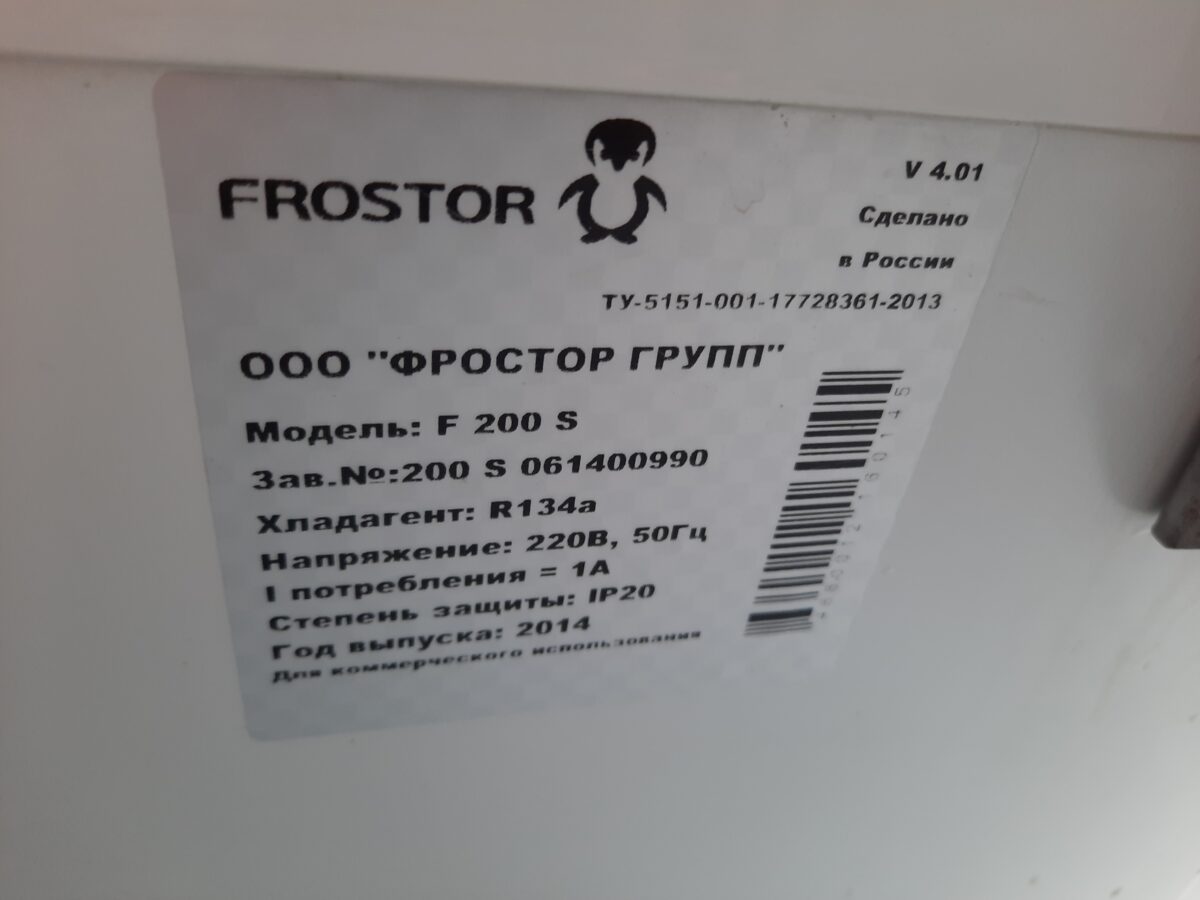 FROSTOR
V 4.01
Сделано
в России
ТУ-5151-001-17728361-2013
ООО "ФРОСТОР ГРУПП"
Модель: F 200 S
Зав.№:200 S 061400990
Хладагент: R134a
Напряжение: 220В, 50Гц
I потребления = 1А
Степень защиты: IP20
Год выпуска: 2014
Для коммерческого использования